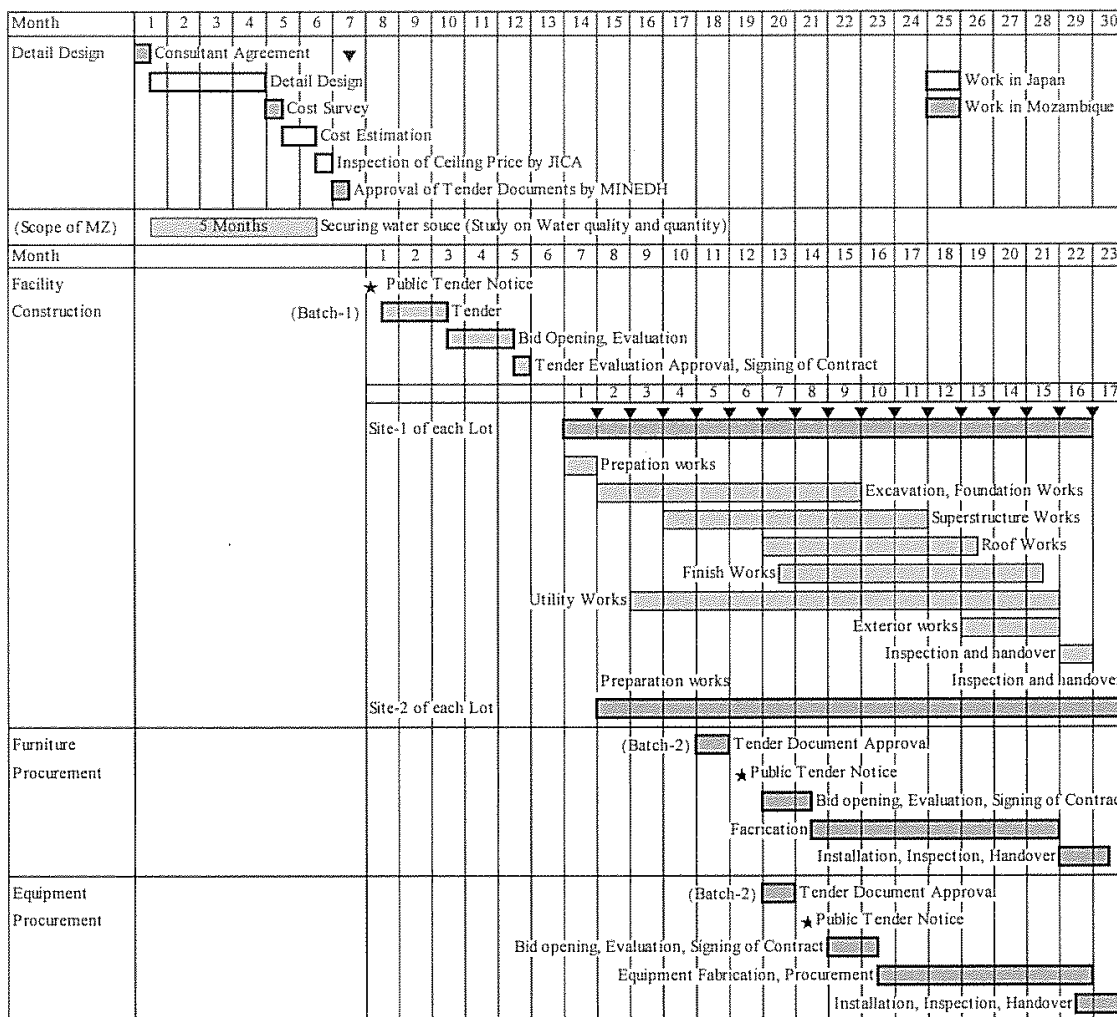 Month 1 2 3 4 5 6 7 8 9 10 11 12 13 14 15 16 17 18 19 20 21 22 23 24 25 26 27 28 29 30
Detail Design Consultant Agreement
Detail Design Work in Japan
Cost Survey Work in Mozambique
Cost Estimation
Inspection of Ceiling Price by JICA
Approval of Tender Documents by MINEDH
(Scope of MZ) 5 Months Securing water souce (Study on Water quality and quantity)
Month 1 2 3 4 5 6 7 8 9 10 11 12 13 14 15 16 17 18 19 20 21 22 23
Facility ★ Public Tender Notice
Construction (Batch-1) Tender
Bid Opening, Evaluation
Tender Evaluation Approval, Signing of Contract
1 2 3 4 5 6 7 8 9 10 11 12 13 14 15 16 17
Site-1 of each Lot
Prepation works
Excavation, Foundation Works
Superstructure Works
Roof Works
Finish Works
Utility Works
Exterior works
Inspection and handover
Preparation works Inspection and handover
Site-2 of each Lot
Furniture (Batch-2) Tender Document Approval
Procurement ★ Public Tender Notice
Bid opening, Evaluation, Signing of Contract
Facrication
Installation, Inspection, Handover
Equipment (Batch-2) Tender Document Approval
Procurement ★ Public Tender Notice
Bid opening, Evaluation, Signing of Contract
Equipment Fabrication, Procurement
Installation, Inspection, Handover